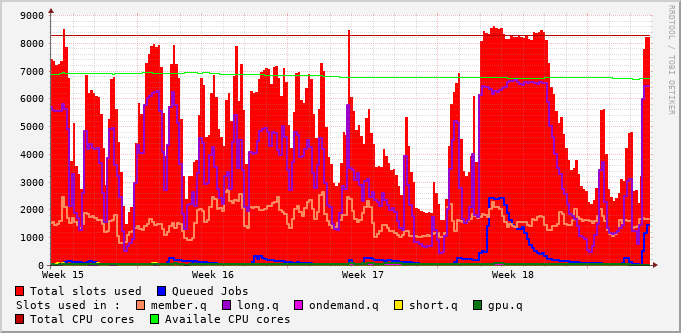 9000
8000
7000
6000
5000
4000
3000
2000
1000
0
Week 15 Week 16 Week 17 Week 18
RRDTOOL / TOBI OETIKER
Total slots used Queued Jobs
Slots used in : member.q long.q ondemand.q short.q gpu.q
Total CPU cores Availale CPU cores